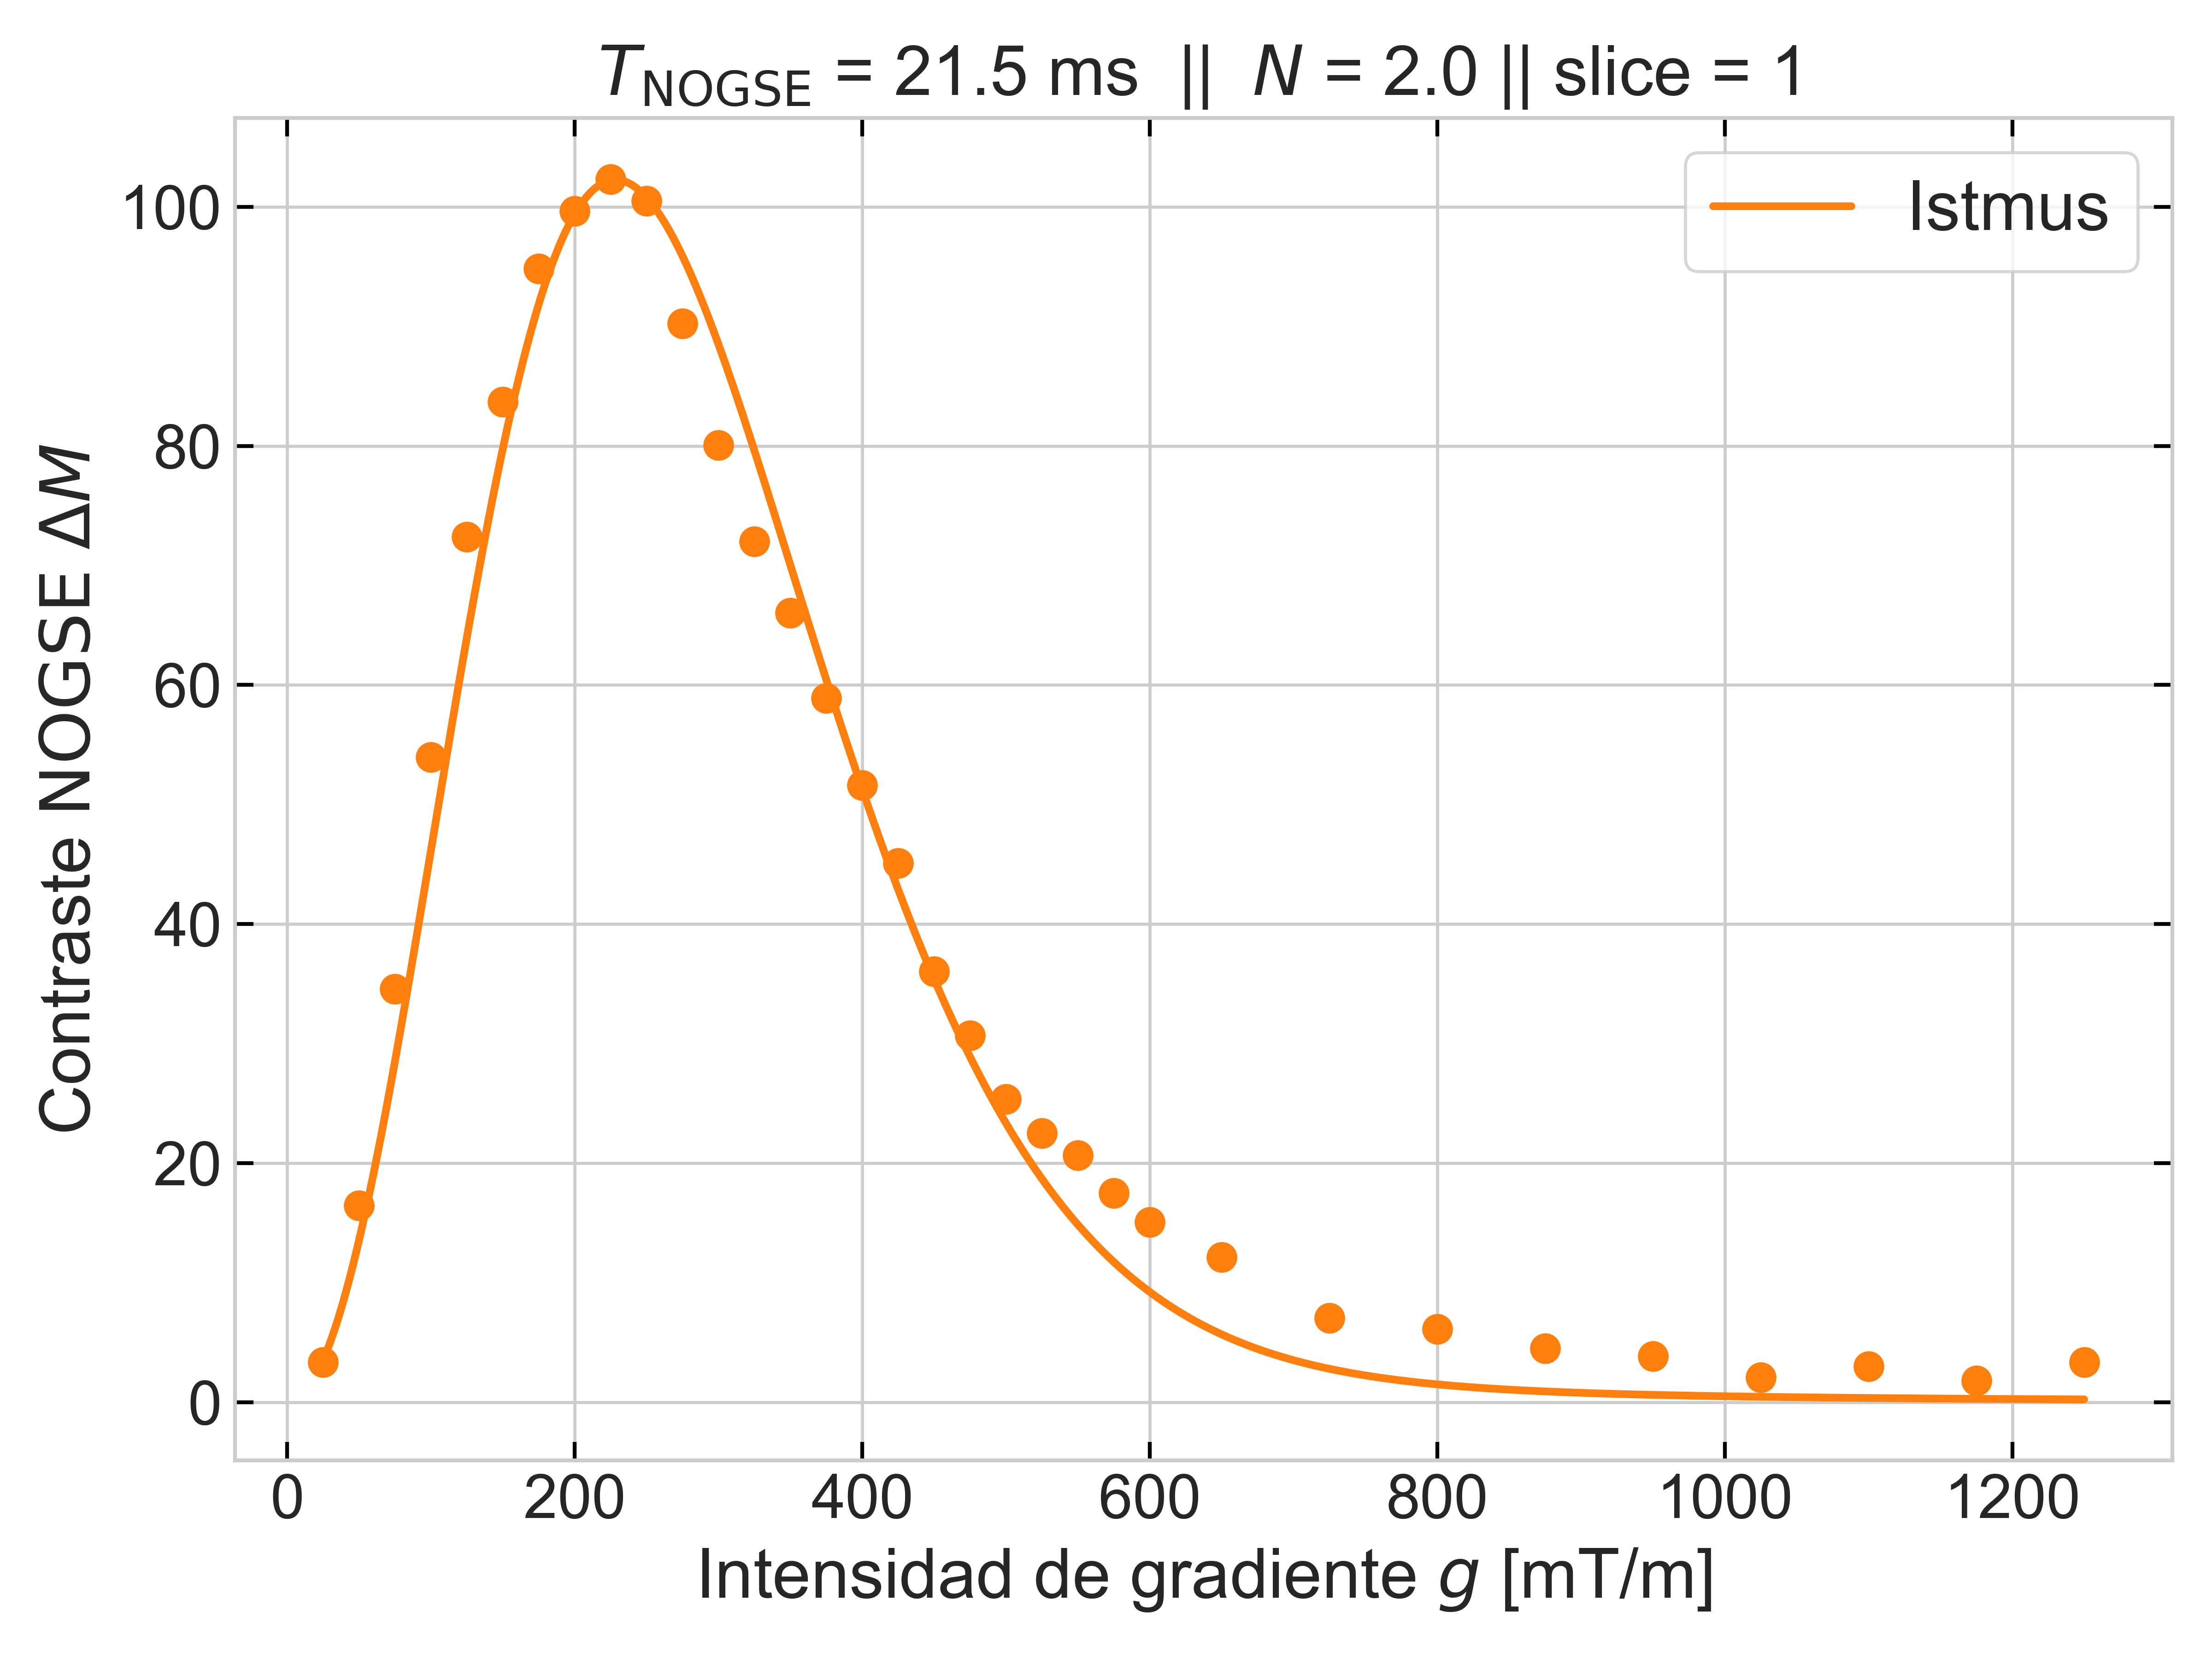 T_NOGSE = 21.5 ms || N = 2.0 || slice = 1
Istmus
Contraste NOGSE ΔM
100
80
60
40
20
0
0 200 400 600 800 1000 1200
Intensidad de gradiente g [mT/m]